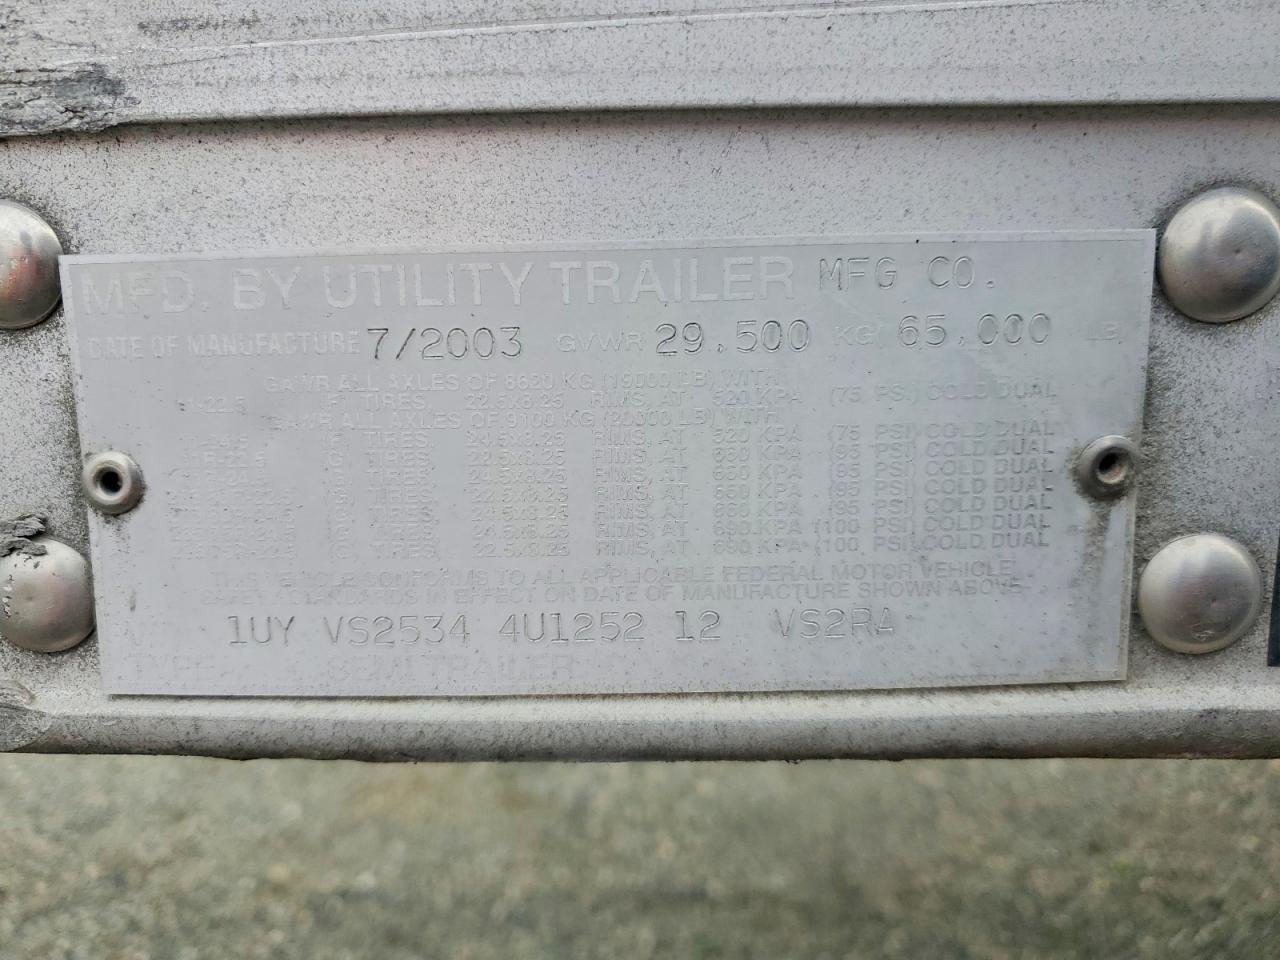 MFD. BY UTILITY TRAILER MFG CO.
DATE OF MANUFACTURE 7/2003 GVWR 29,500 KG/ 65,000 LB
GAWR ALL AXLES OF 8620 KG (19000 LB) WITH
TIRES, 22.5X8.25 RIMS, AT 520 KPA (75 PSI) COLD DUAL
GAWR ALL AXLES OF KG (20000 LB) WITH
TIRES, 24.5X8.25 RIMS, AT 520 KPA (75 PSI) COLD DUAL
(G) TIRES, 22.5X8.25 RIMS, AT 660 KPA (95 PSI) COLD DUAL
TIRES, 24.5X8.25 RIMS, AT 660 KPA (95 PSI) COLD DUAL
(G) TIRES, 22.5X8.25 RIMS, AT 660 KPA (95 PSI) COLD DUAL
TIRES, 24.5X8.25 RIMS, AT 660 KPA (95 PSI) COLD DUAL
TIRES, 24.5X8.25 RIMS, AT 690 KPA (100 PSI) COLD DUAL
TIRES, 22.5X8.25 RIMS, AT 690 KPA (100 PSI) COLD DUAL
THIS VEHICLE CONFORMS TO ALL APPLICABLE FEDERAL MOTOR VEHICLE
SAFETY STANDARDS IN EFFECT ON DATE OF MANUFACTURE SHOWN ABOVE
1UY VS2534 4U1252 12 VS2RA
TYPE SEMI TRAILER